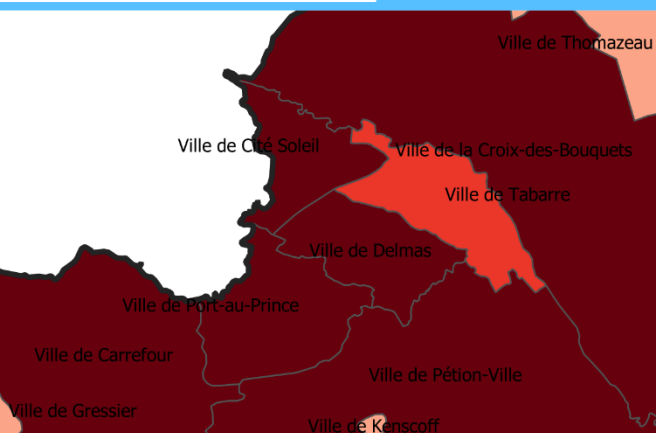 Ville de Thomazeau
Ville de Cité Soleil
Ville de la Croix-des-Bouquets
Ville de Tabarre
Ville de Delmas
Ville de Port-au-Prince
Ville de Carrefour
Ville de Pétion-Ville
Ville de Gressier
Ville de Kenscoff